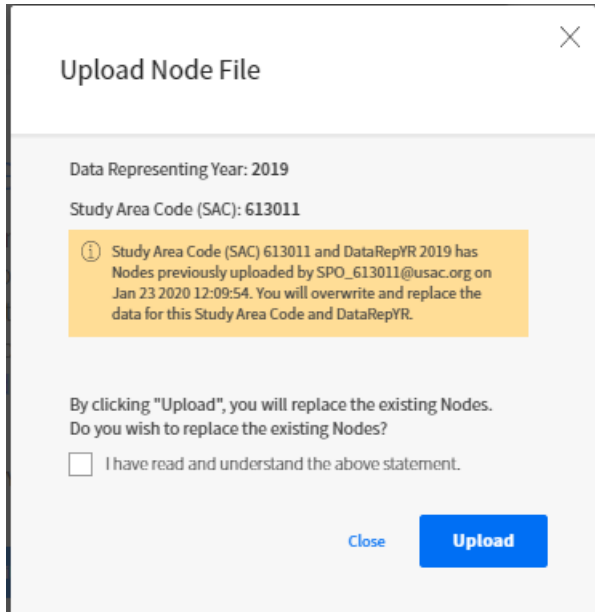 Upload Node File
Data Representing Year: 2019
Study Area Code (SAC): 613011
Study Area Code (SAC) 613011 and DataRepYR 2019 has
Nodes previously uploaded by SPO_613011@usac.org on
Jan 23 2020 12:09:54. You will overwrite and replace the
data for this Study Area Code and DataRepYR.
By clicking "Upload", you will replace the existing Nodes.
Do you wish to replace the existing Nodes?
I have read and understand the above statement.
Close
Upload